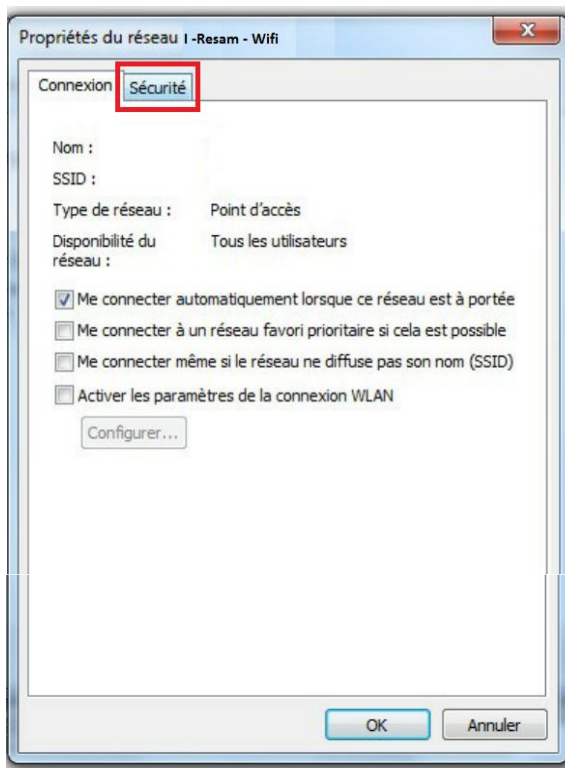 Propriétés du réseau I -Resam - Wifi
Connexion Sécurité
Nom :
SSID :
Type de réseau : Point d'accès
Disponibilité du Tous les utilisateurs
réseau :
Me connecter automatiquement lorsque ce réseau est à portée
Me connecter à un réseau favori prioritaire si cela est possible
Me connecter même si le réseau ne diffuse pas son nom (SSID)
Activer les paramètres de la connexion WLAN
Configurer...
OK Annuler